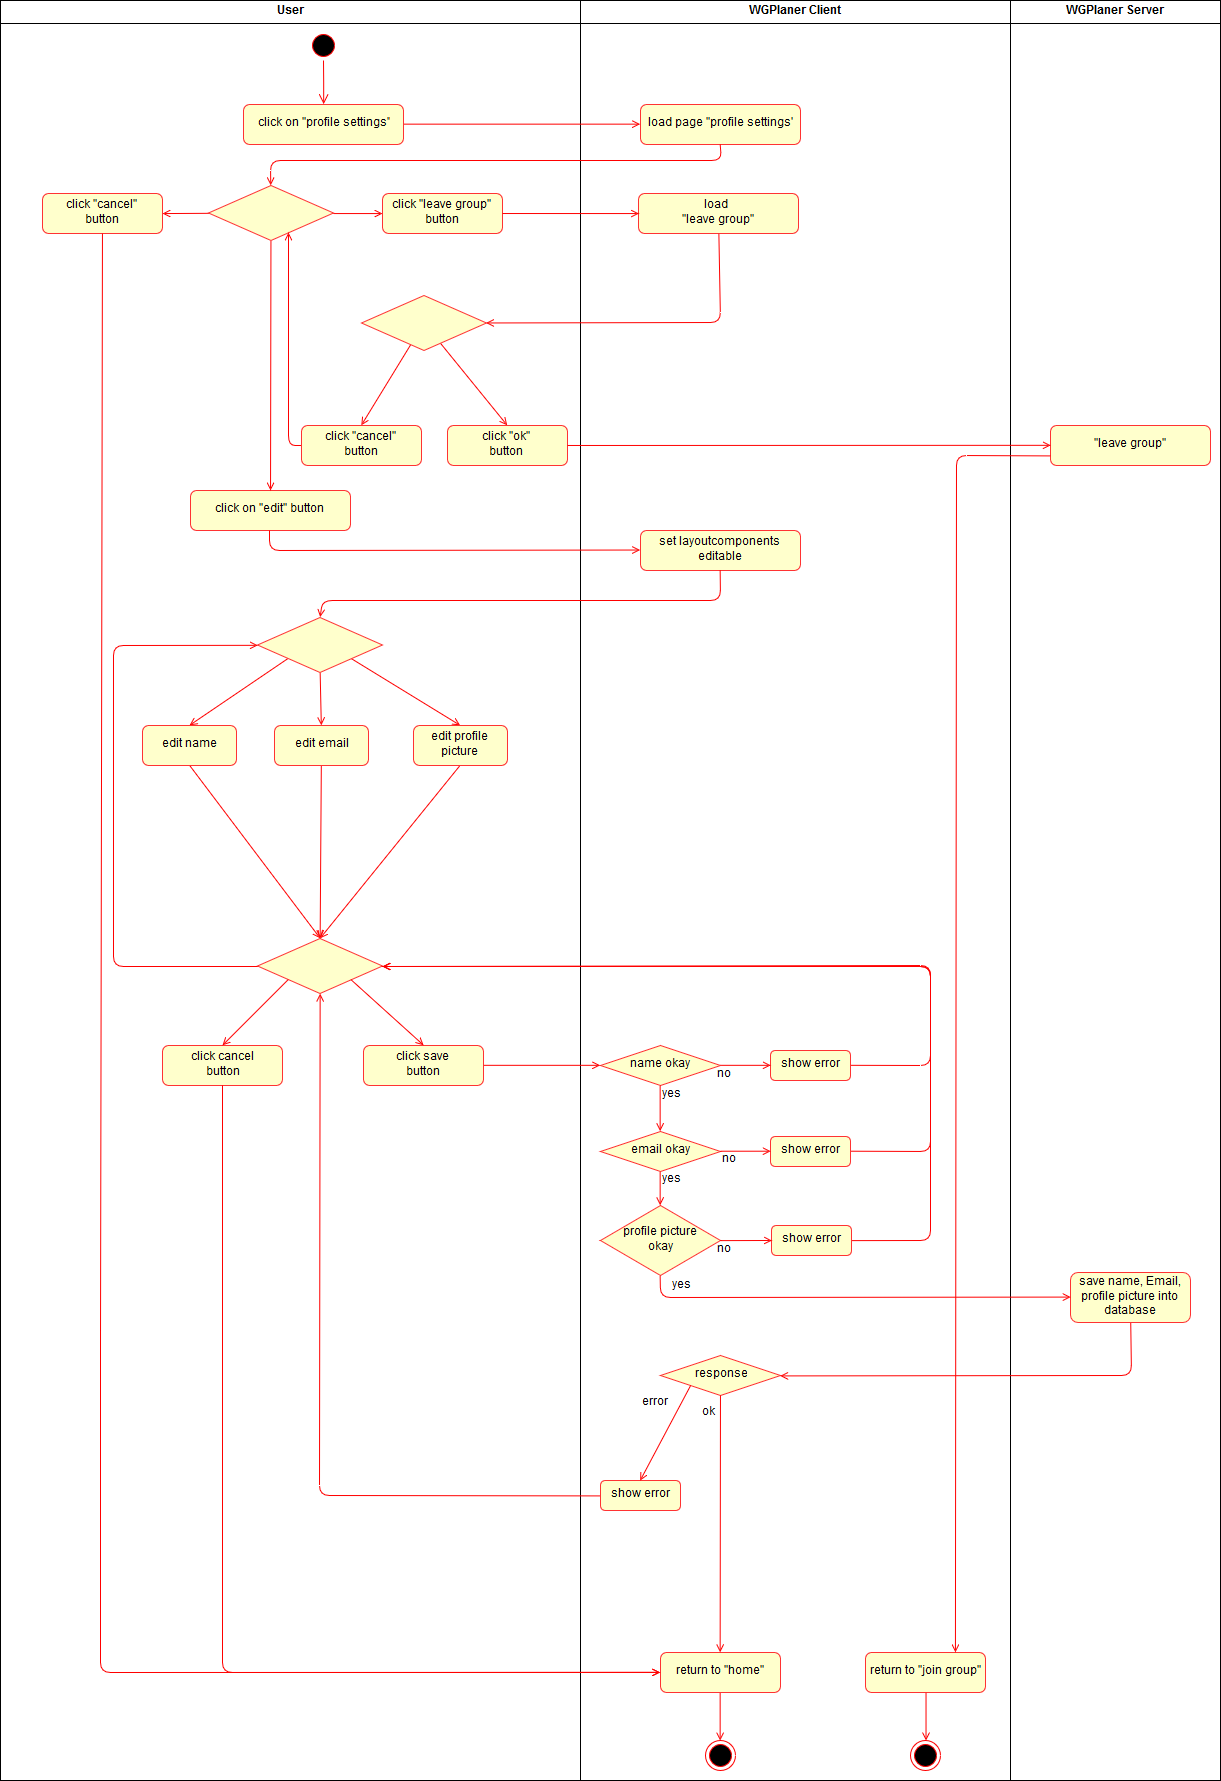 User
WGPlaner Client
WGPlaner Server
click on "profile settings"
load page "profile settings'
click "cancel"
button
click "leave group"
button
load
"leave group"
click "cancel"
button
click "ok"
button
"leave group"
click on "edit" button
set layoutcomponents
editable
edit name
edit email
edit profile
picture
click cancel
button
click save
button
name okay
no
show error
yes
email okay
no
show error
yes
profile picture
okay
no
show error
yes
save name, Email,
profile picture into
database
response
error
ok
show error
return to "home"
return to "join group"